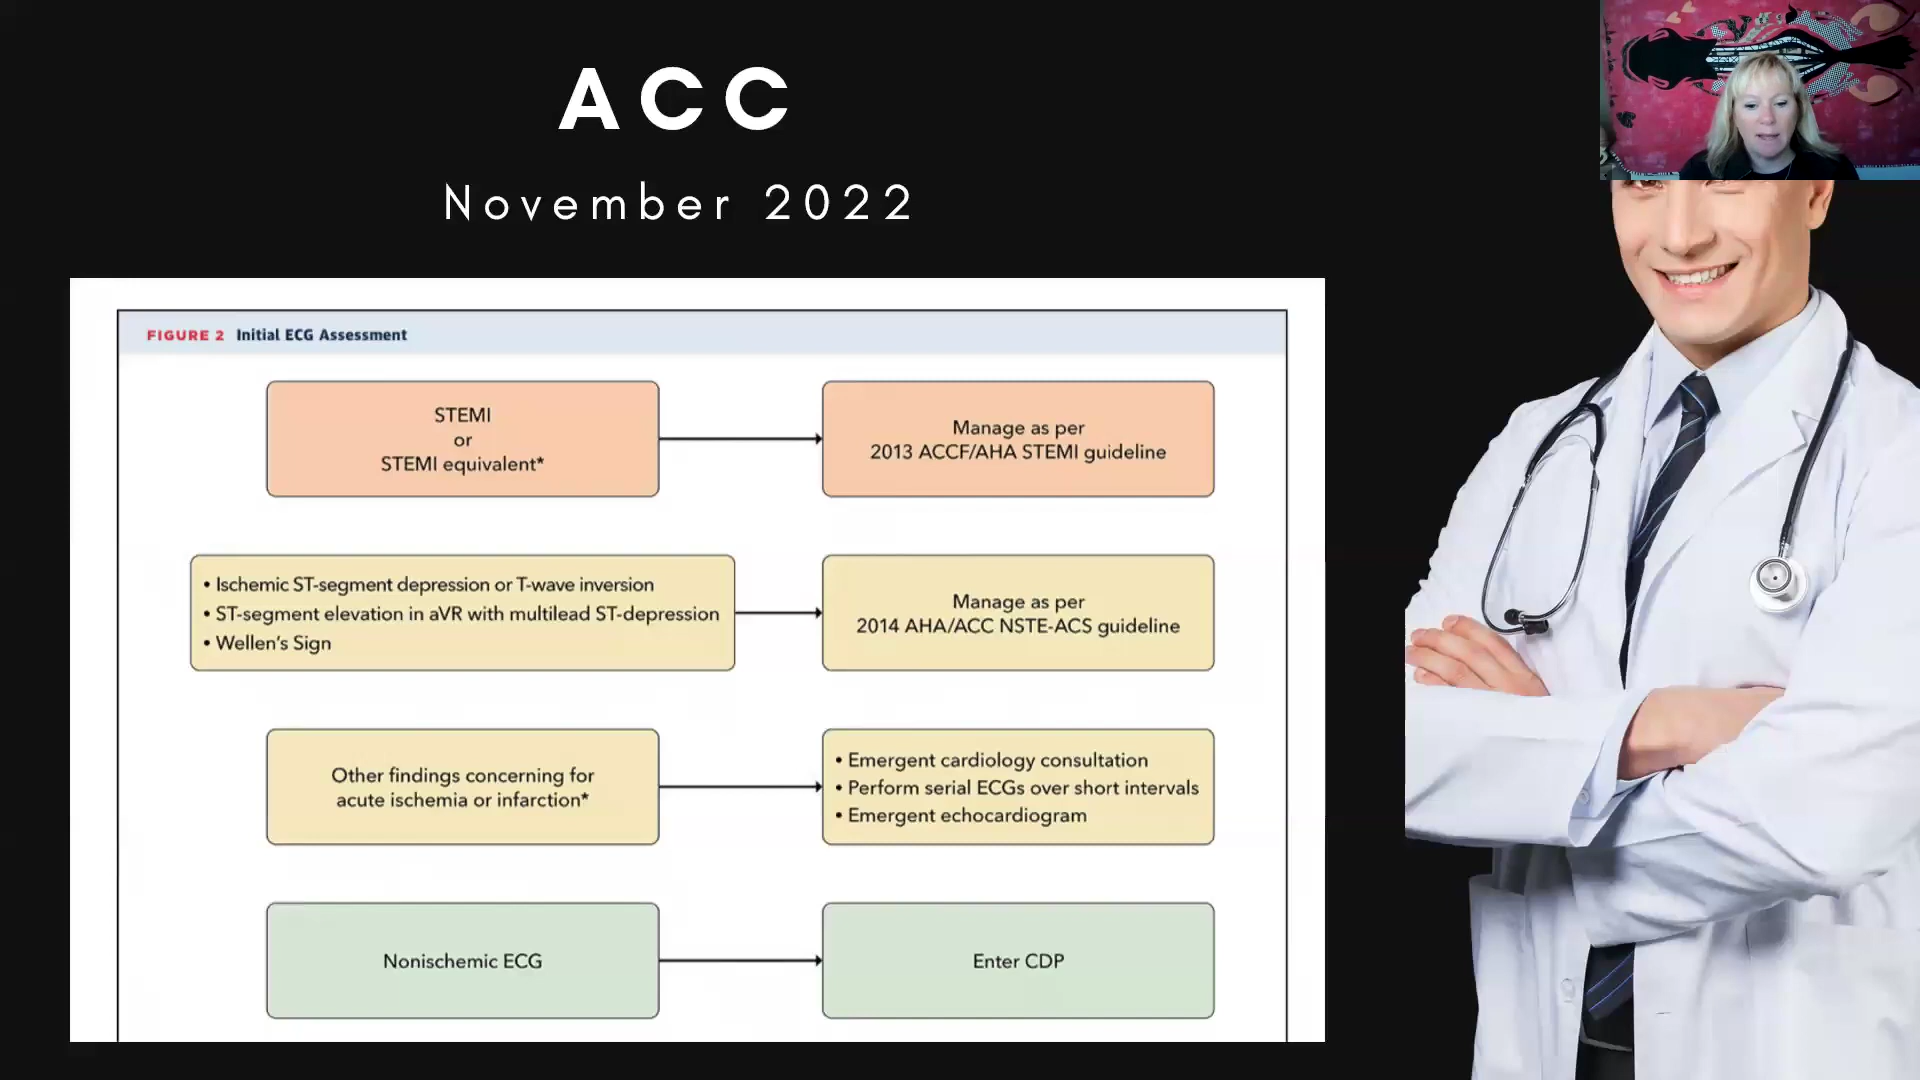 ACC
November 2022
FIGURE 2 Initial ECG Assessment
STEMI
or
STEMI equivalent*
Manage as per
2013 ACCF/AHA STEMI guideline
• Ischemic ST-segment depression or T-wave inversion
• ST-segment elevation in aVR with multilead ST-depression
• Wellen's Sign
Manage as per
2014 AHA/ACC NSTE-ACS guideline
Other findings concerning for
acute ischemia or infarction*
• Emergent cardiology consultation
• Perform serial ECGs over short intervals
• Emergent echocardiogram
Nonischemic ECG
Enter CDP